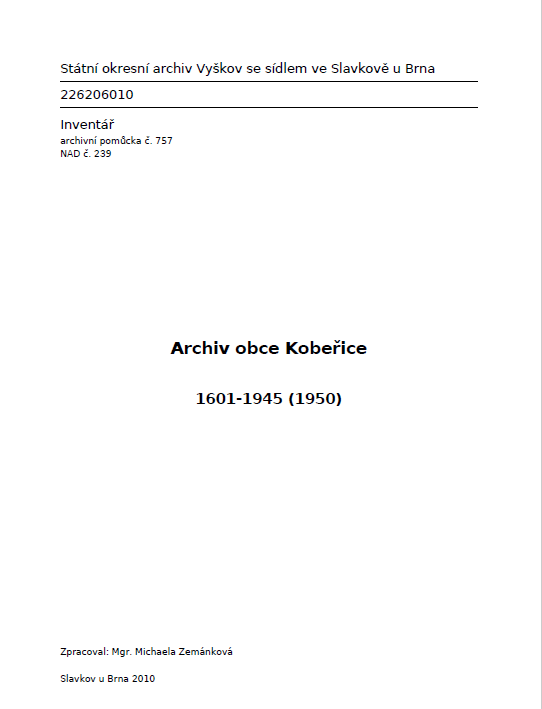 Státní okresní archiv Vyškov se sídlem ve Slavkově u Brna
226206010
Inventář
archivní pomůcka č. 757
NAD č. 239
Archiv obce Kobeřice
1601-1945 (1950)
Zpracoval: Mgr. Michaela Zemánková
Slavkov u Brna 2010